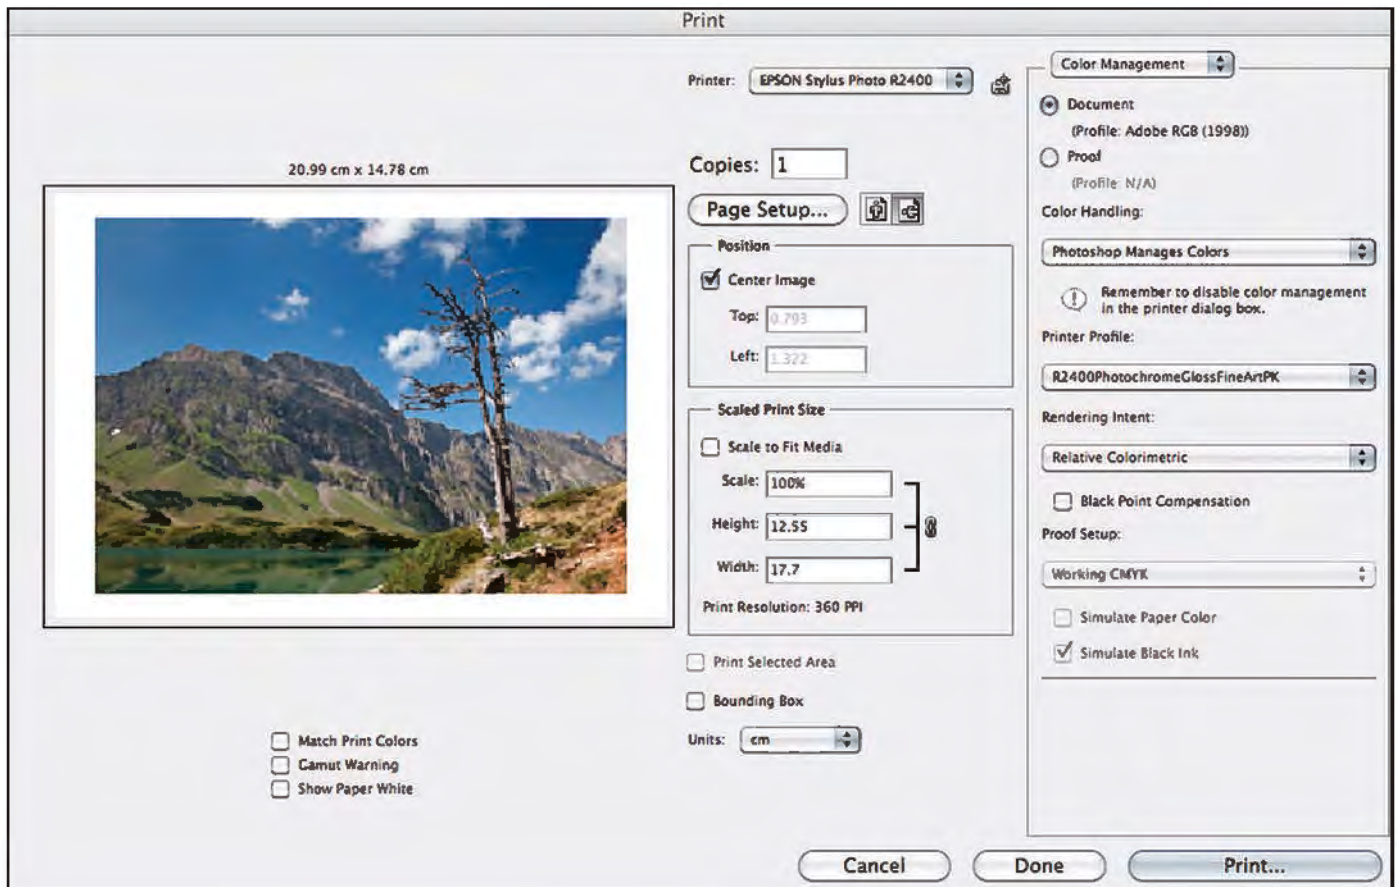 Print
20.99 cm x 14.78 cm
Match Print Colors
Gamut Warning
Show Paper White
Printer: EPSON Stylus Photo R2400
Copies: 1
Page Setup...
Position
Center Image
Top: 0.793
Left: 1.322
Scaled Print Size
Scale to Fit Media
Scale: 100%
Height: 12.55
Width: 17.7
Print Resolution: 360 PPI
Print Selected Area
Bounding Box
Units: cm
Color Management
Document
(Profile: Adobe RGB (1998))
Proof
(Profile: N/A)
Color Handling:
Photoshop Manages Colors
Remember to disable color management
in the printer dialog box.
Printer Profile:
R2400PhotochromeGlossFineArtPK
Rendering Intent:
Relative Colorimetric
Black Point Compensation
Proof Setup:
Working CMYK
Simulate Paper Color
Simulate Black Ink
Cancel
Done
Print...